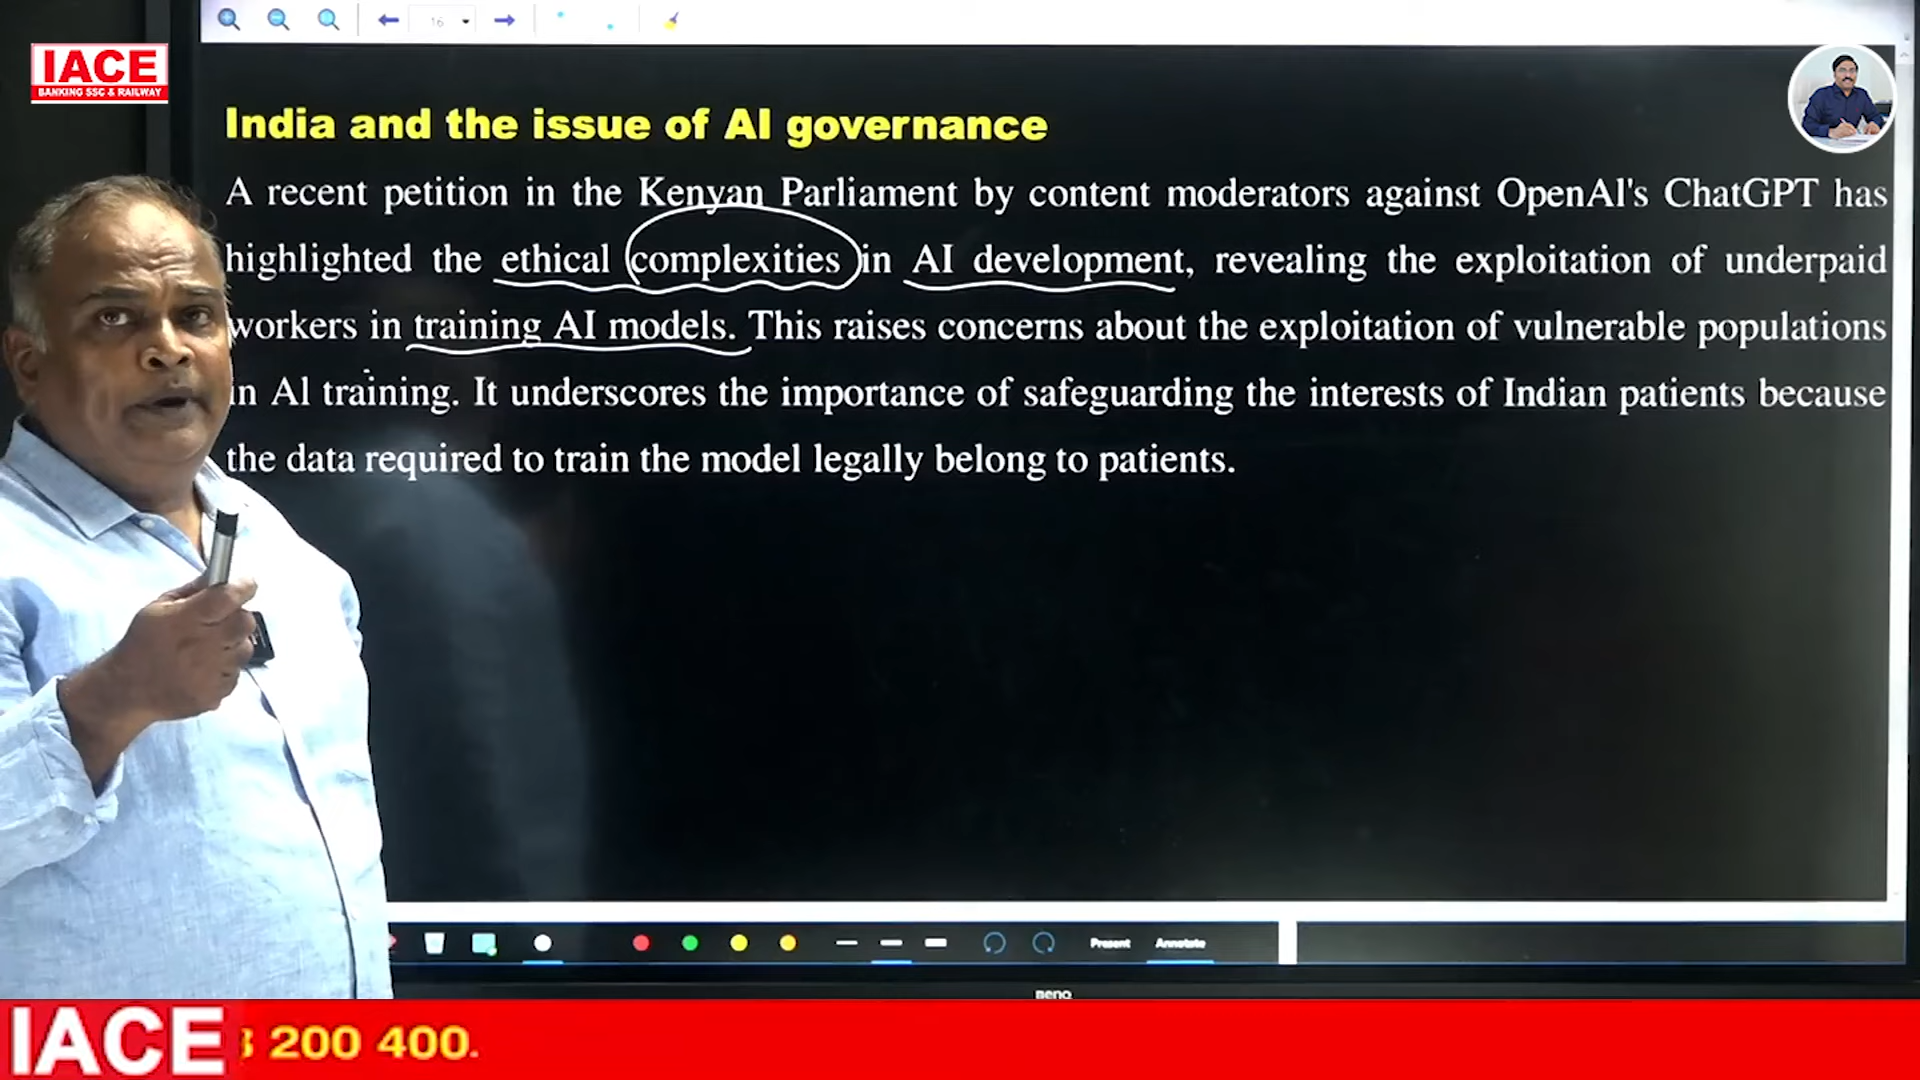 IACE
BANKING SSC & RAILWAY
16
India and the issue of AI governance
A recent petition in the Kenyan Parliament by content moderators against OpenAI's ChatGPT has
highlighted the ethical complexities in AI development, revealing the exploitation of underpaid
workers in training AI models. This raises concerns about the exploitation of vulnerable populations
in AI training. It underscores the importance of safeguarding the interests of Indian patients because
the data required to train the model legally belong to patients.
Present
Annotate
BenQ
IACE
200 400.